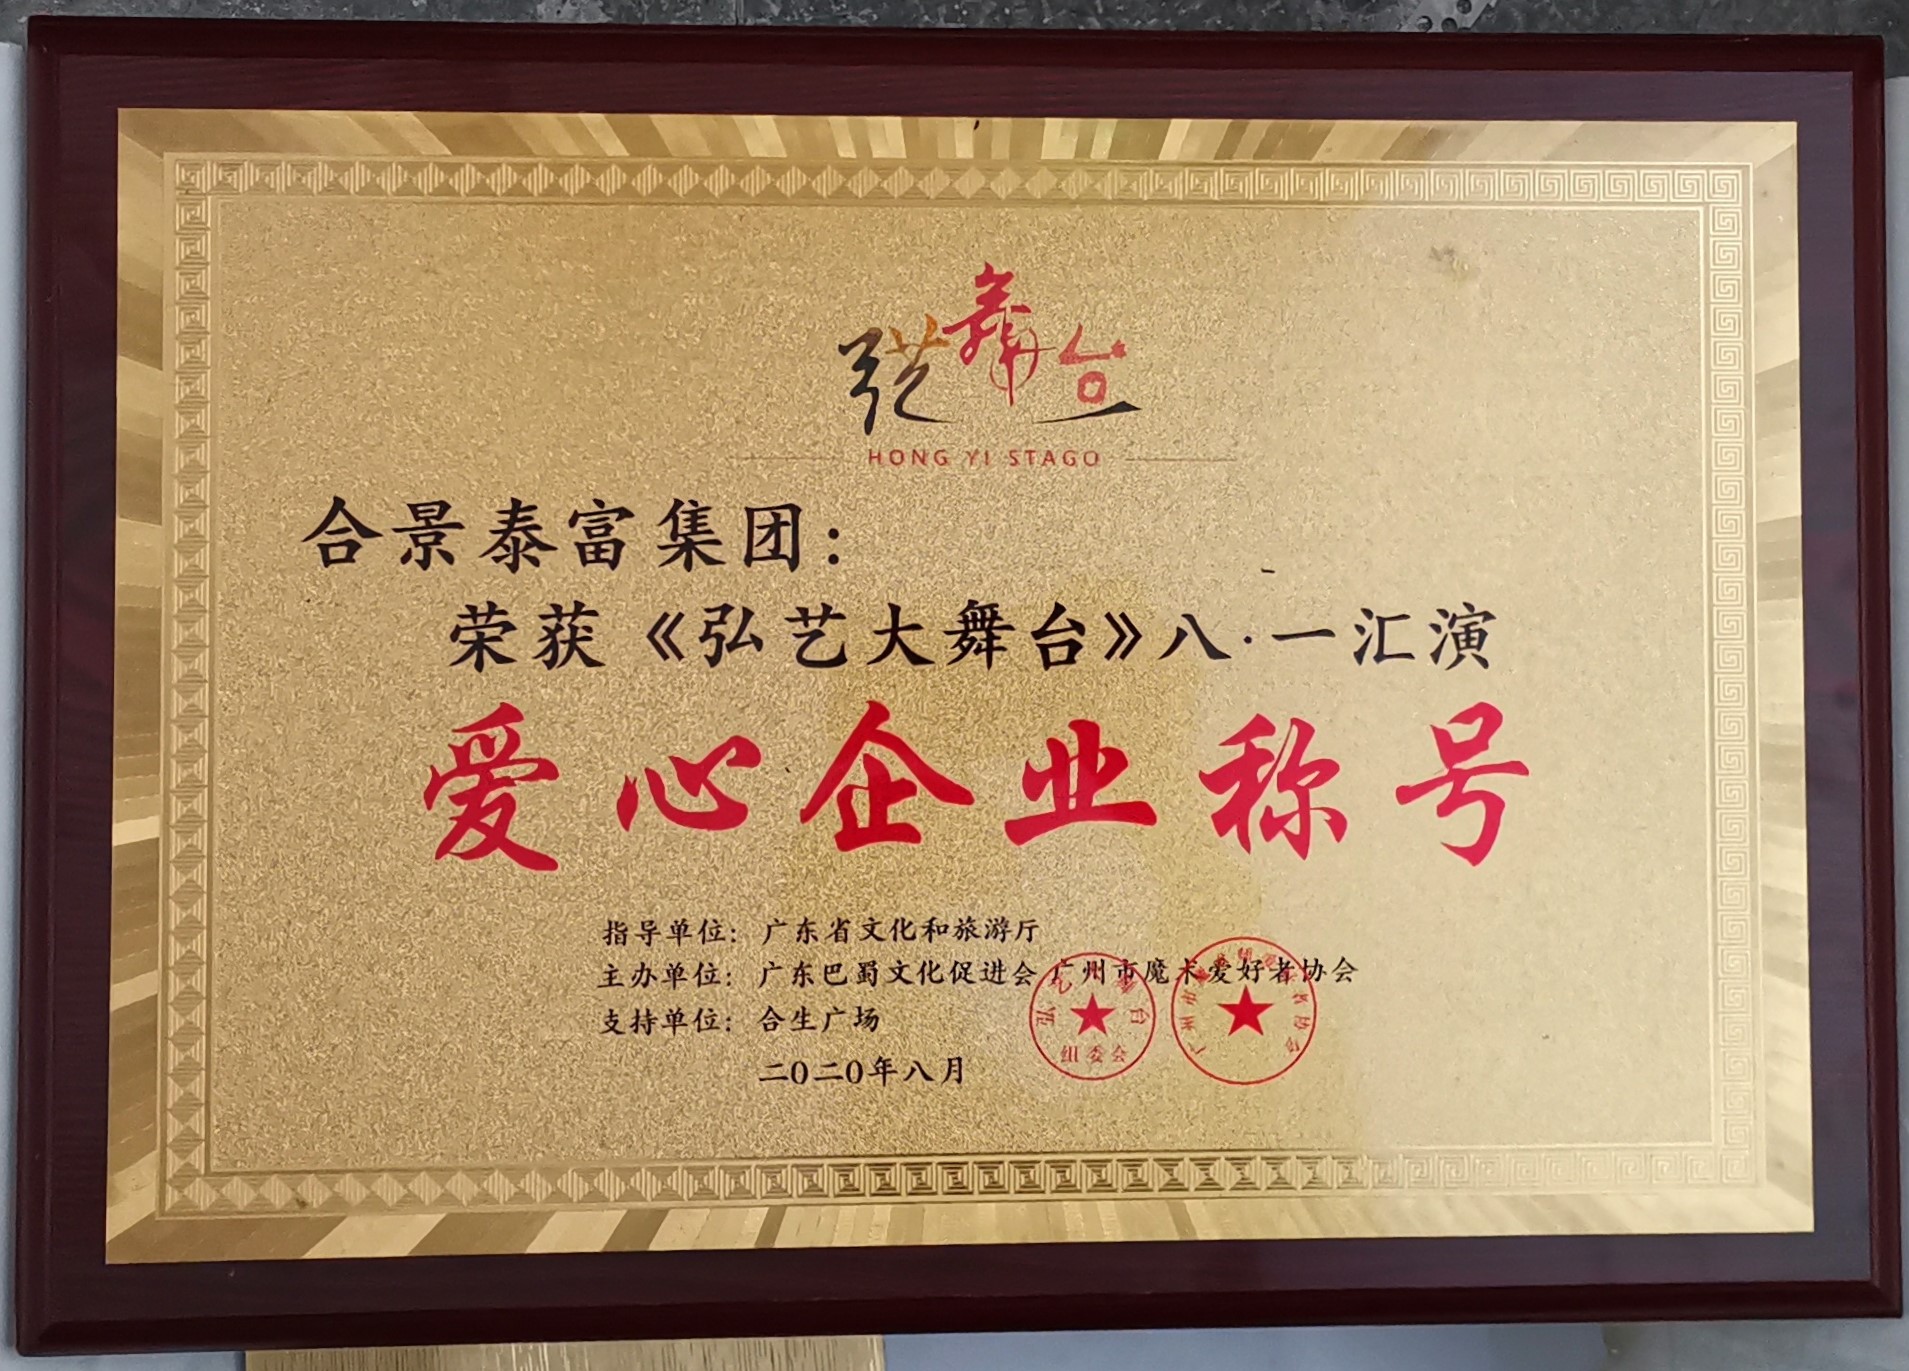 弘艺舞台
HONG YI STAGO
合景泰富集团：
荣获《弘艺大舞台》八·一汇演
爱心企业称号
指导单位：广东省文化和旅游厅
主办单位：广东巴蜀文化促进会 广州市魔术爱好者协会
支持单位：合生广场
二〇二〇年八月
组委会